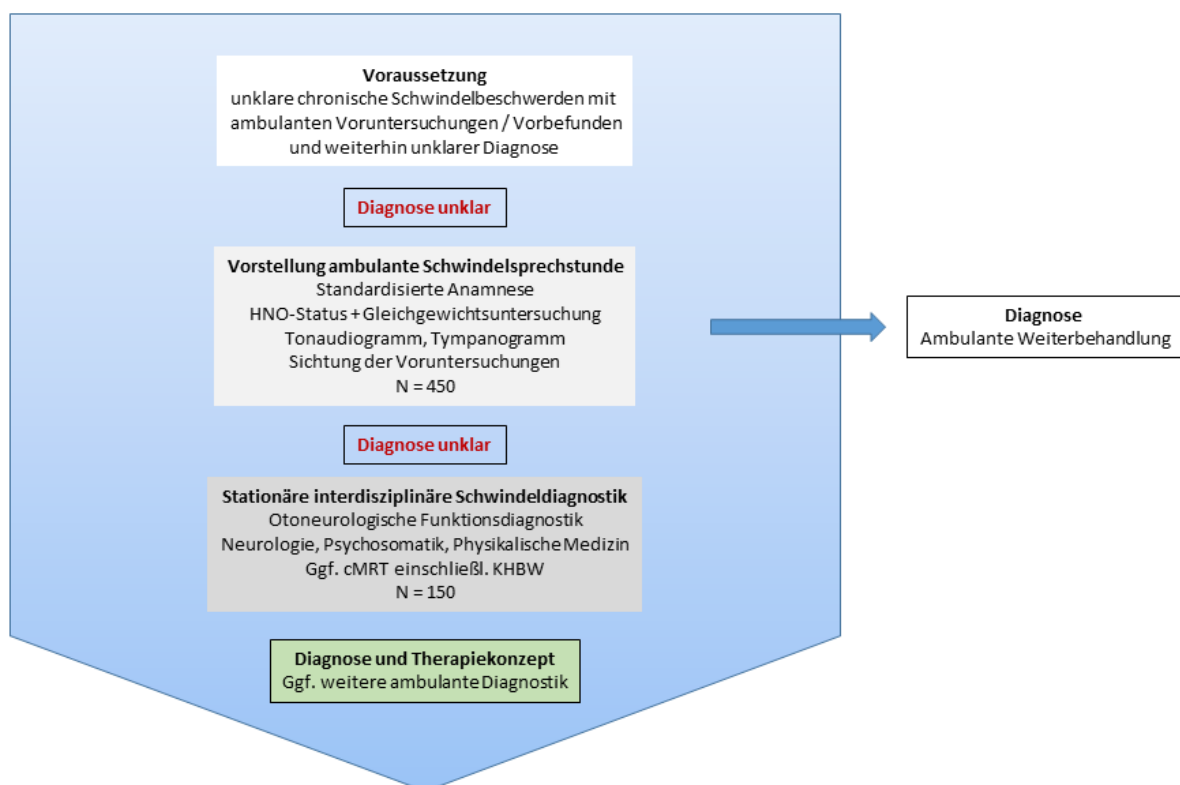 Voraussetzung
unklare chronische Schwindelbeschwerden mit
ambulanten Voruntersuchungen / Vorbefunden
und weiterhin unklarer Diagnose
Diagnose unklar
Vorstellung ambulante Schwindelsprechstunde
Standardisierte Anamnese
HNO-Status + Gleichgewichtsuntersuchung
Tonaudiogramm, Tympanogramm
Sichtung der Voruntersuchungen
N = 450
Diagnose
Ambulante Weiterbehandlung
Diagnose unklar
Stationäre interdisziplinäre Schwindeldiagnostik
Otoneurologische Funktionsdiagnostik
Neurologie, Psychosomatik, Physikalische Medizin
Ggf. cMRT einschließl. KHBW
N = 150
Diagnose und Therapiekonzept
Ggf. weitere ambulante Diagnostik